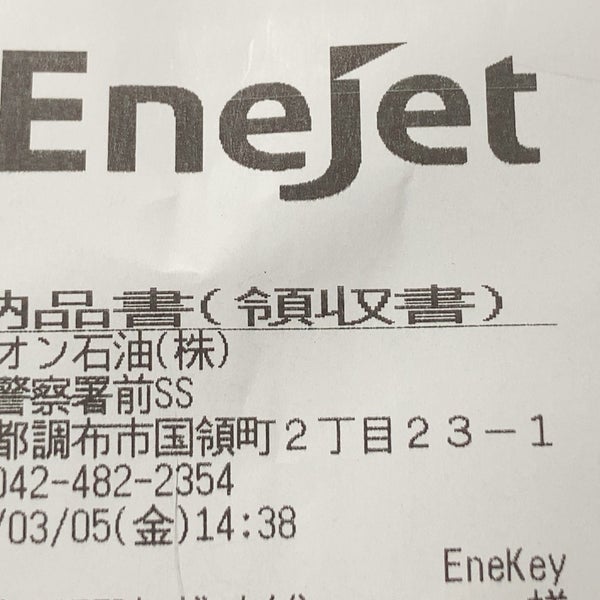 EneJet
納品書(領収書)
オン石油(株)
警察署前SS
都調布市国領町2丁目23-1
042-482-2354
/03/05(金)14:38
EneKey
様